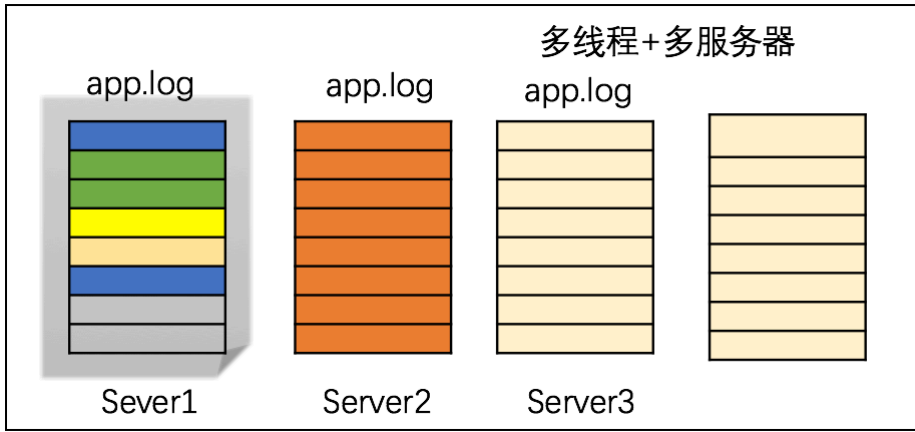 多线程+多服务器
app.log
app.log
app.log
Sever1
Server2
Server3